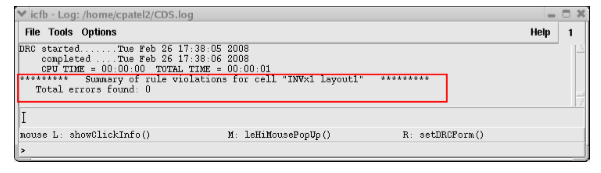 icfb - Log: /home/cpatel2/CDS.log
File Tools Options Help 1
DRC started.......Tue Feb 26 17:38:05 2008
completed ....Tue Feb 26 17:38:06 2008
CPU TIME = 00:00:00 TOTAL TIME = 00:00:01
********* Summary of rule violations for cell "INVx1 layout1" *********
Total errors found: 0
mouse L: showClickInfo() M: leHiMousePopUp() R: setDRCForm()
>